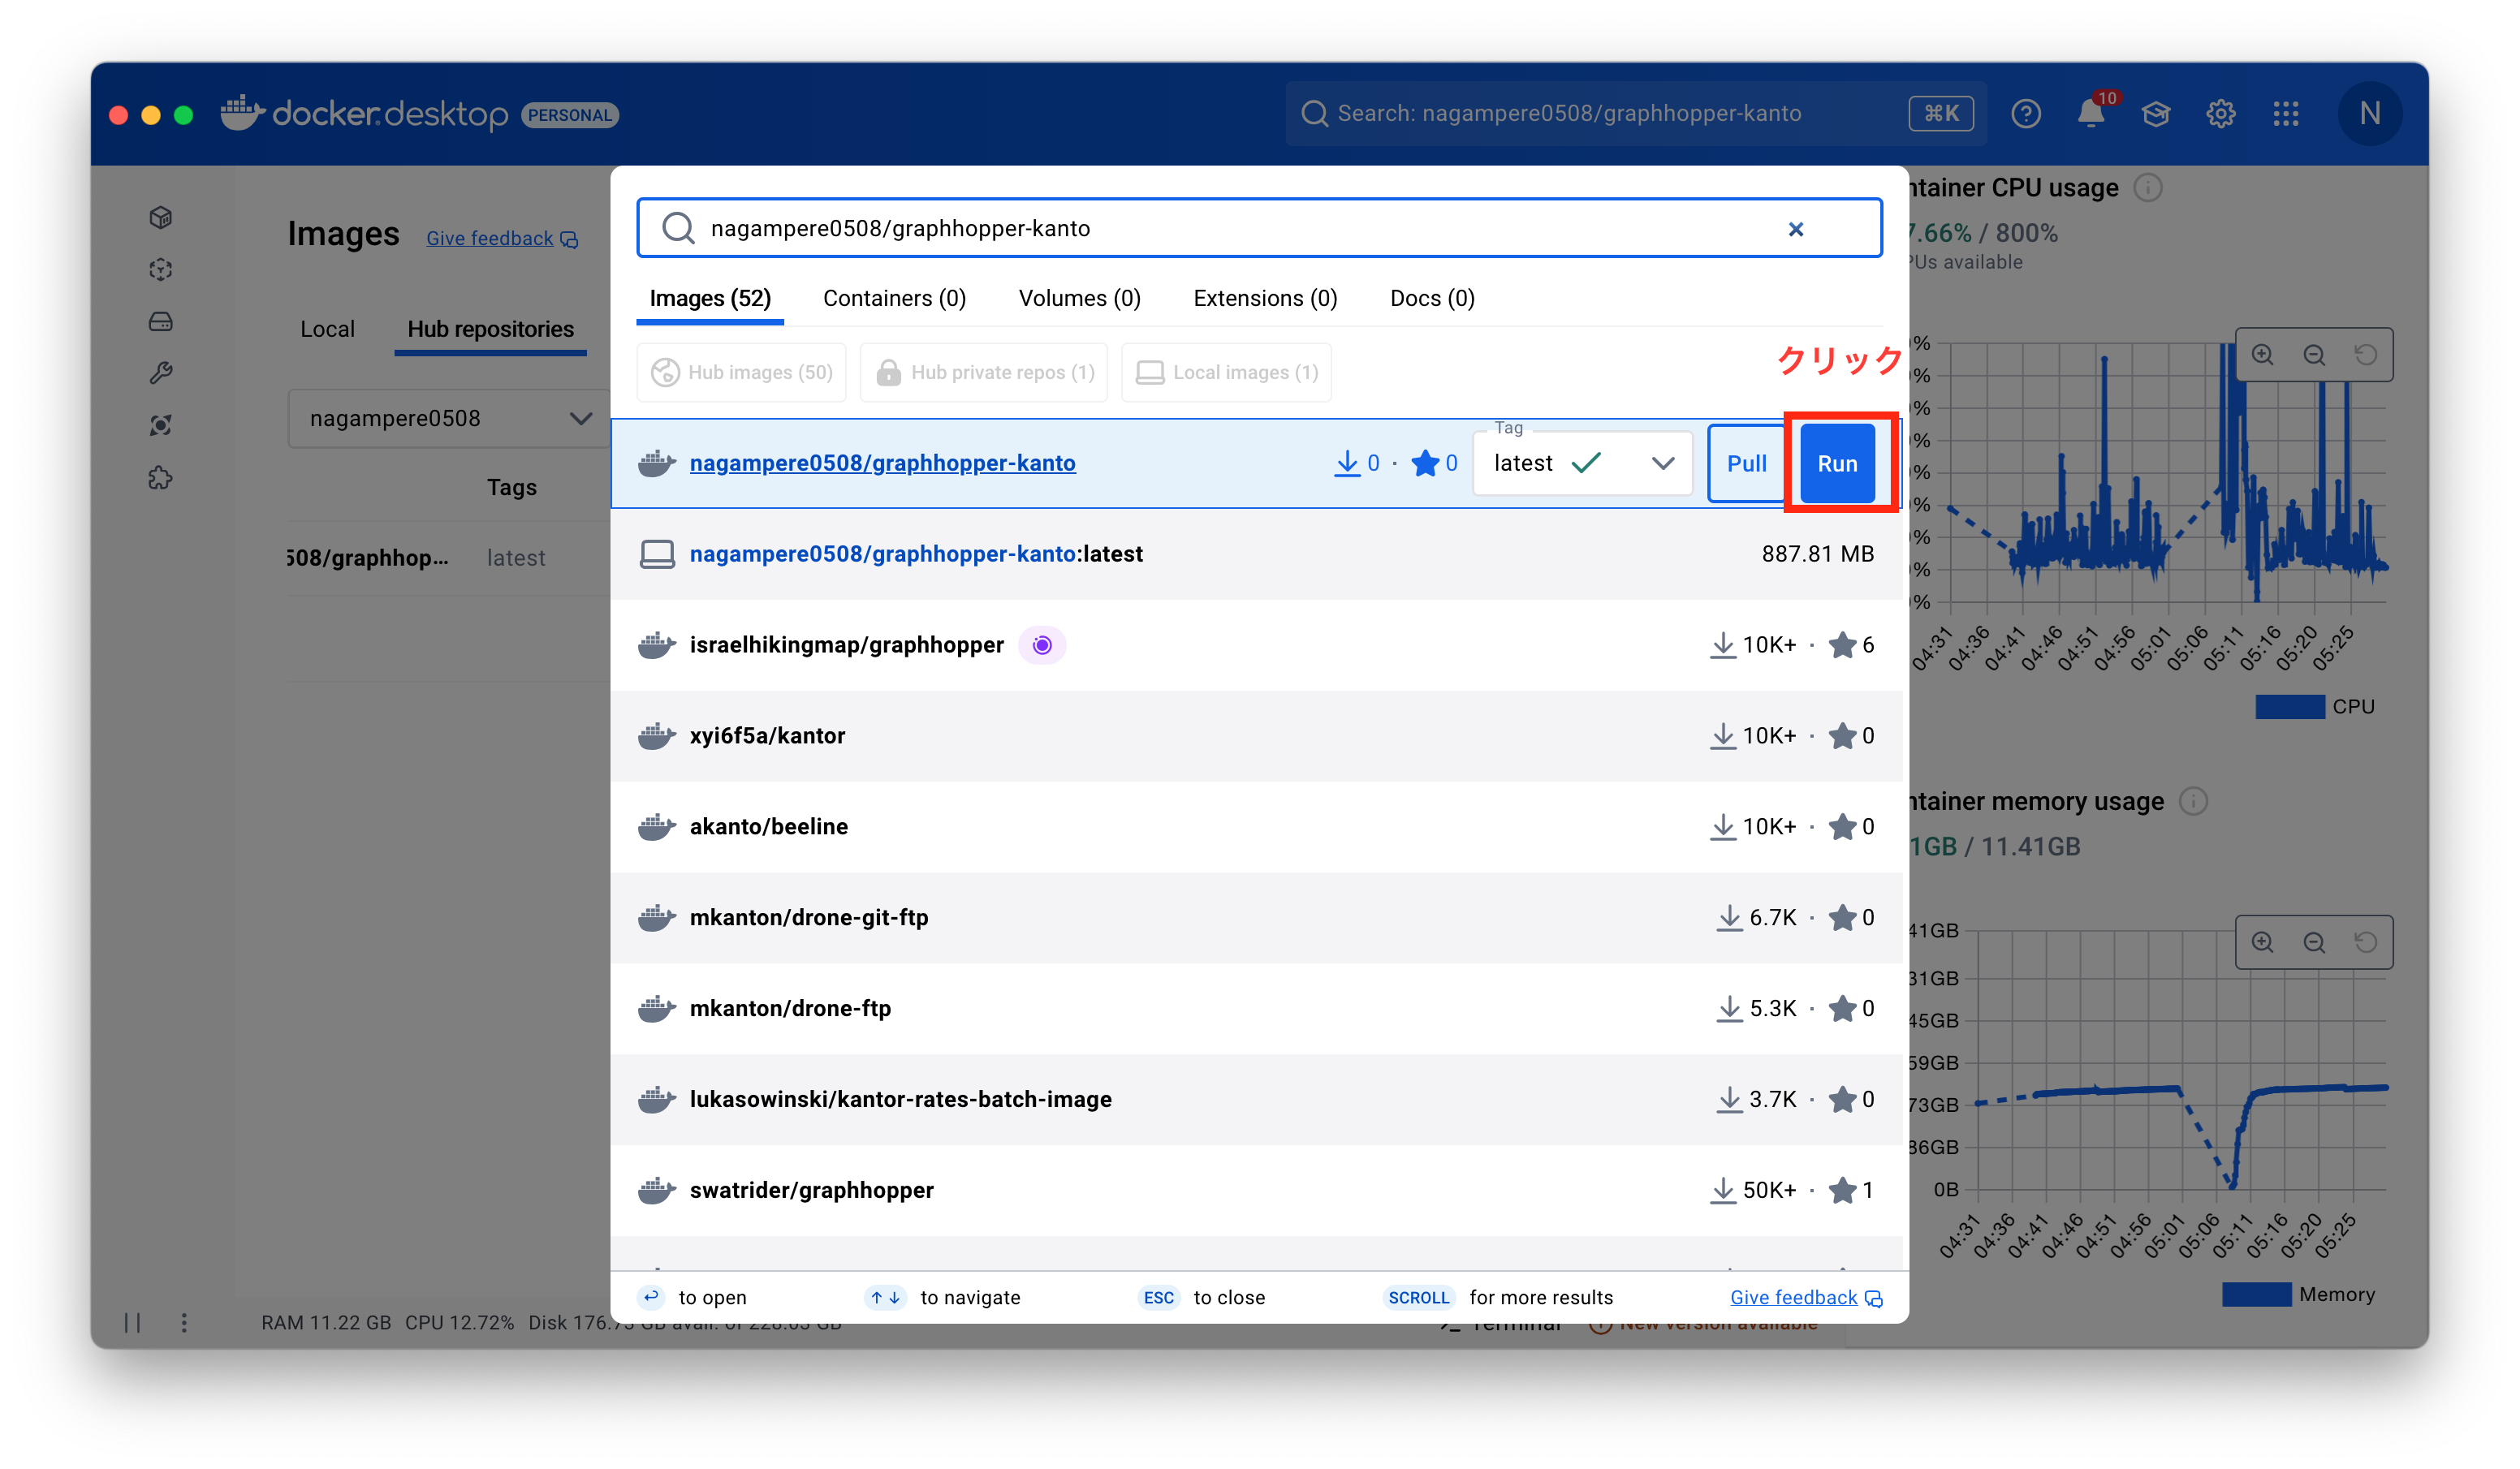 docker.desktop PERSONAL
Search: nagampere0508/graphhopper-kanto ⌘K
10
N
Images Give feedback
Local Hub repositories
nagampere0508
Tags
508/graphhop... latest
nagampere0508/graphhopper-kanto
Images (52) Containers (0) Volumes (0) Extensions (0) Docs (0)
Hub images (50) Hub private repos (1) Local images (1)
クリック
nagampere0508/graphhopper-kanto 0 · 0 Tag latest Pull Run
nagampere0508/graphhopper-kanto:latest 887.81 MB
israelhikingmap/graphhopper 10K+ · 6
xyi6f5a/kantor 10K+ · 0
akanto/beeline 10K+ · 0
mkanton/drone-git-ftp 6.7K · 0
mkanton/drone-ftp 5.3K · 0
lukasowinski/kantor-rates-batch-image 3.7K · 0
swatrider/graphhopper 50K+ · 1
to open ↑ ↓ to navigate ESC to close SCROLL for more results Give feedback
ntainer CPU usage
7.66% / 800%
PUs available
04:31 04:36 04:41 04:46 04:51 04:56 05:01 05:06 05:11 05:16 05:20 05:25
CPU
ntainer memory usage
1GB / 11.41GB
41GB
31GB
45GB
59GB
73GB
86GB
0B
04:31 04:36 04:41 04:46 04:51 04:56 05:01 05:06 05:11 05:16 05:20 05:25
Memory
RAM 11.22 GB CPU 12.72% Disk 176.73 GB avail. of 228.05 GB
Terminal New version available